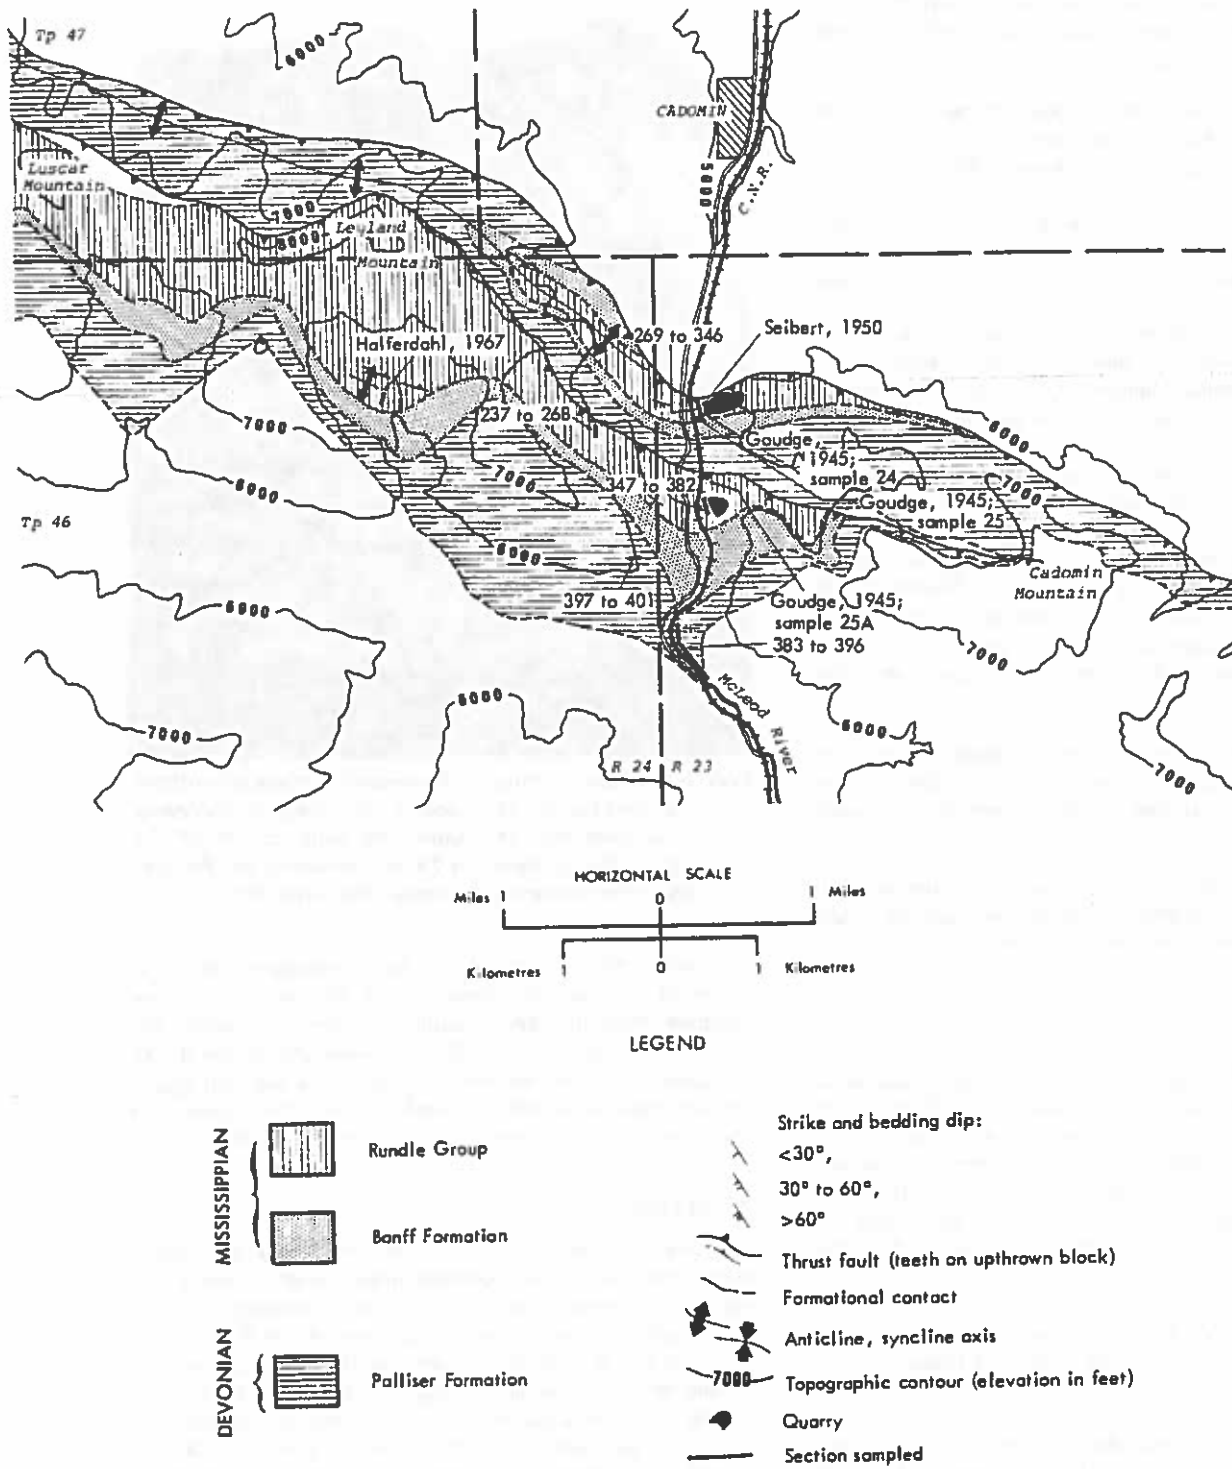 Tp 47
6000
CADOMIN
5000
C.N.R.
Luscar
Mountain
7000
8000
Leyland
Mountain
269 to 346
Seibert, 1950
Halferdahl, 1967
237 to 268
7000
6000
Goudge,
1945;
sample 24
6000
7000
7000
347 to 382
Goudge, 1945;
sample 25
Tp 46
6000
Cadomin
Mountain
397 to 401
Goudge, 1945;
sample 25A
383 to 396
6000
7000
McLeod River
6000
7000
6000
7000
R 24
R 23
HORIZONTAL SCALE
Miles 1 0 1 Miles
Kilometres 1 0 1 Kilometres
LEGEND
MISSISSIPPIAN
Rundle Group
Banff Formation
DEVONIAN
Palliser Formation
Strike and bedding dip:
<30°,
30° to 60°,
>60°
Thrust fault (teeth on upthrown block)
Formational contact
Anticline, syncline axis
7000
Topographic contour (elevation in feet)
Quarry
Section sampled